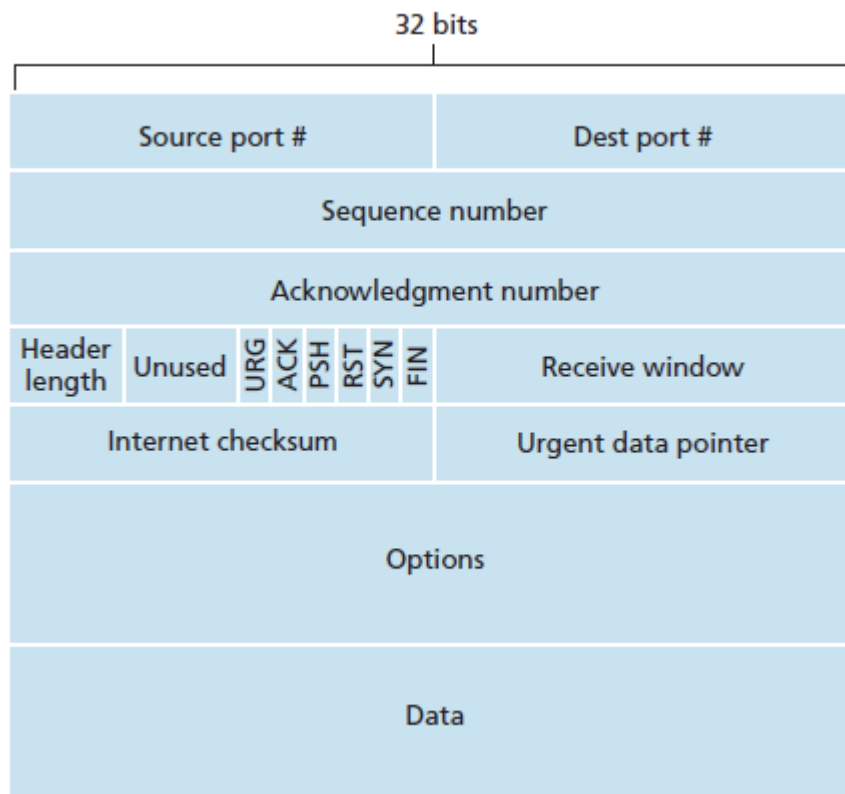 32 bits
Source port #
Dest port #
Sequence number
Acknowledgment number
Header
length
Unused
URG
ACK
PSH
RST
SYN
FIN
Receive window
Internet checksum
Urgent data pointer
Options
Data